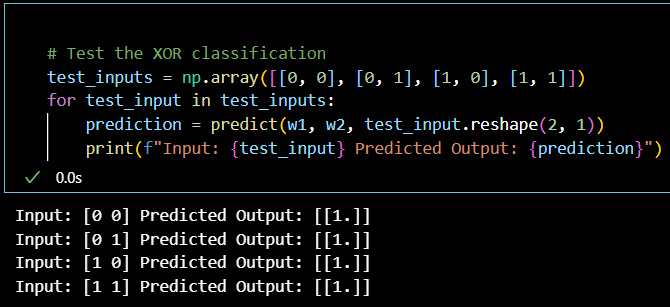 # Test the XOR classification
test_inputs = np.array([[0, 0], [0, 1], [1, 0], [1, 1]])
for test_input in test_inputs:
    prediction = predict(w1, w2, test_input.reshape(2, 1))
    print(f"Input: {test_input} Predicted Output: {prediction}")
✓ 0.0s
Input: [0 0] Predicted Output: [[1.]]
Input: [0 1] Predicted Output: [[1.]]
Input: [1 0] Predicted Output: [[1.]]
Input: [1 1] Predicted Output: [[1.]]